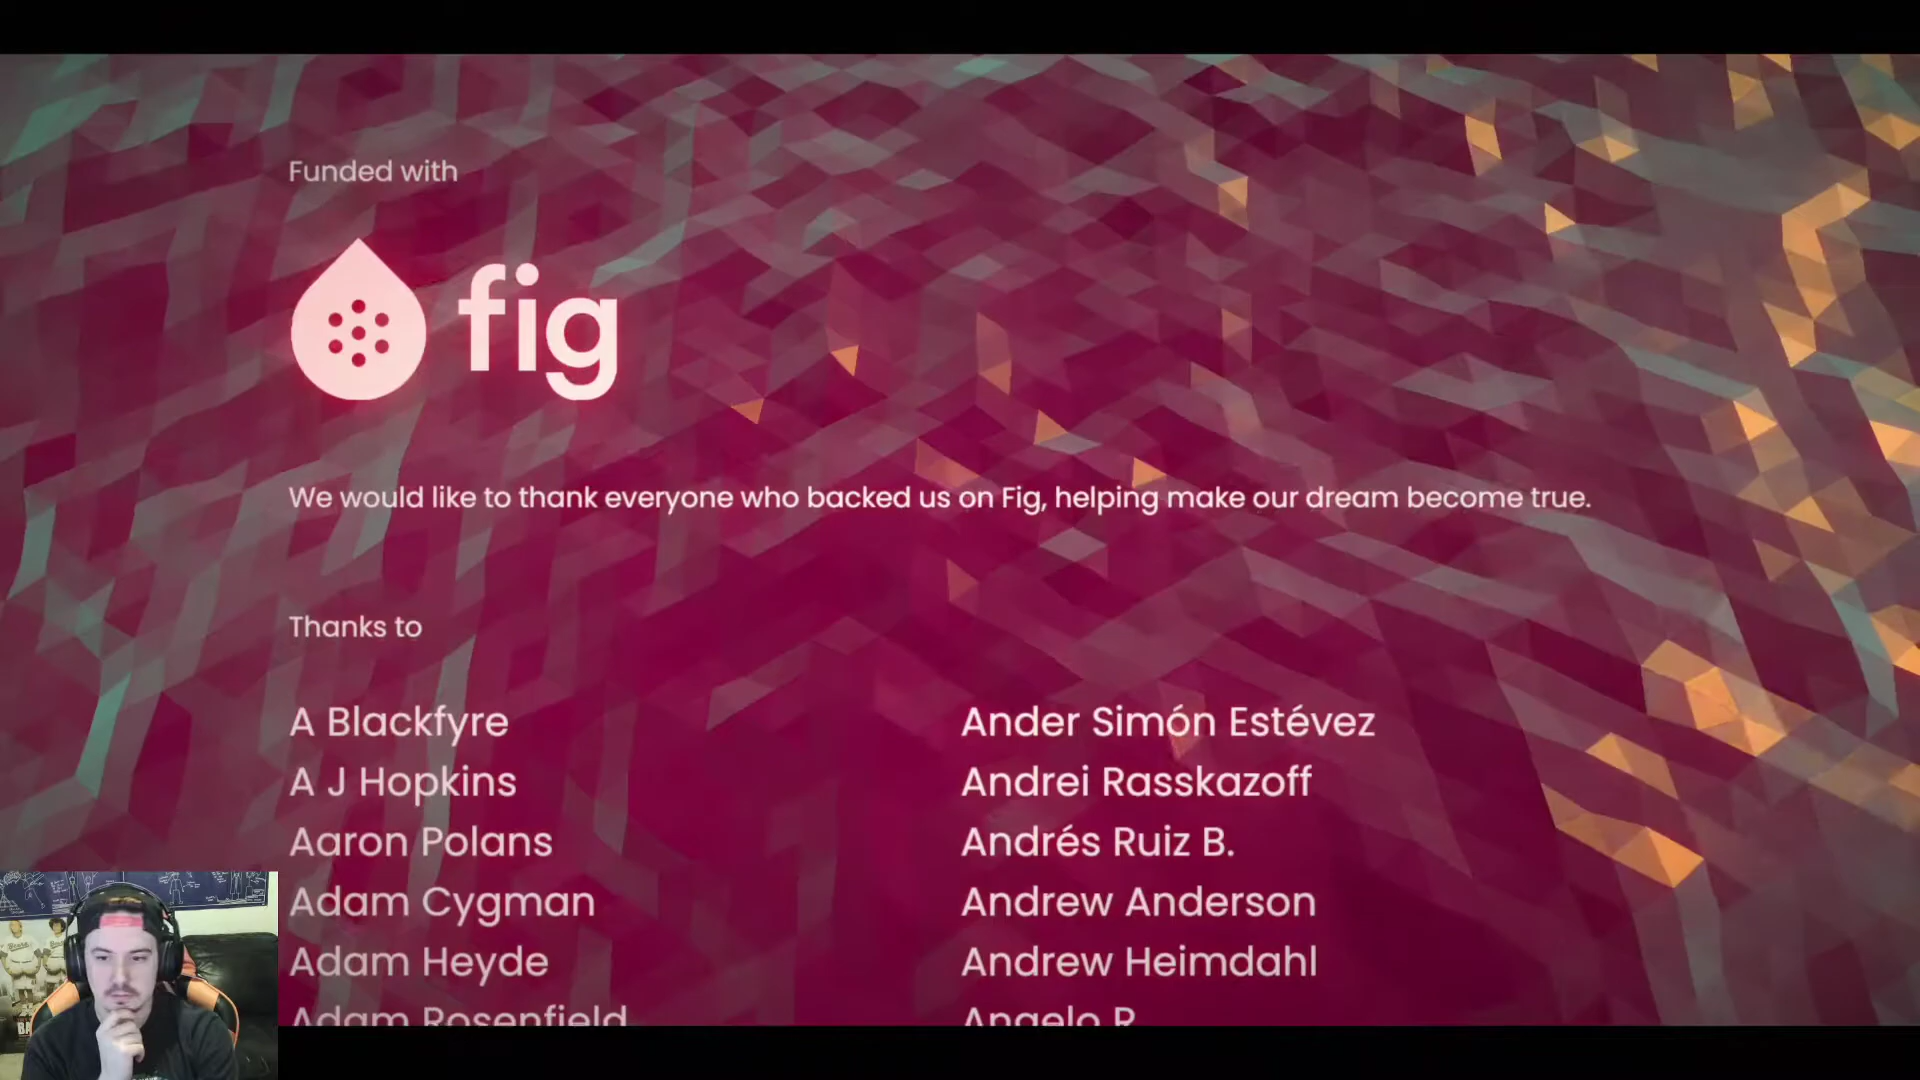 Funded with
fig
We would like to thank everyone who backed us on Fig, helping make our dream become true.
Thanks to
A Blackfyre
A J Hopkins
Aaron Polans
Adam Cygman
Adam Heyde
Adam Rosenfield
Ander Simón Estévez
Andrei Rasskazoff
Andrés Ruiz B.
Andrew Anderson
Andrew Heimdahl
Angelo R